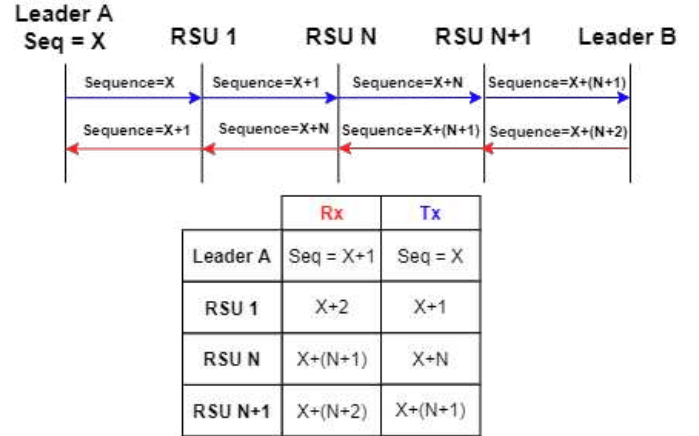 Leader A
Seq = X
RSU 1
RSU N
RSU N+1
Leader B
Sequence=X
Sequence=X+1
Sequence=X+N
Sequence=X+(N+1)
Sequence=X+1
Sequence=X+N
Sequence=X+(N+1)
Sequence=X+(N+2)
Rx Tx
Leader A Seq = X+1 Seq = X
RSU 1 X+2 X+1
RSU N X+(N+1) X+N
RSU N+1 X+(N+2) X+(N+1)